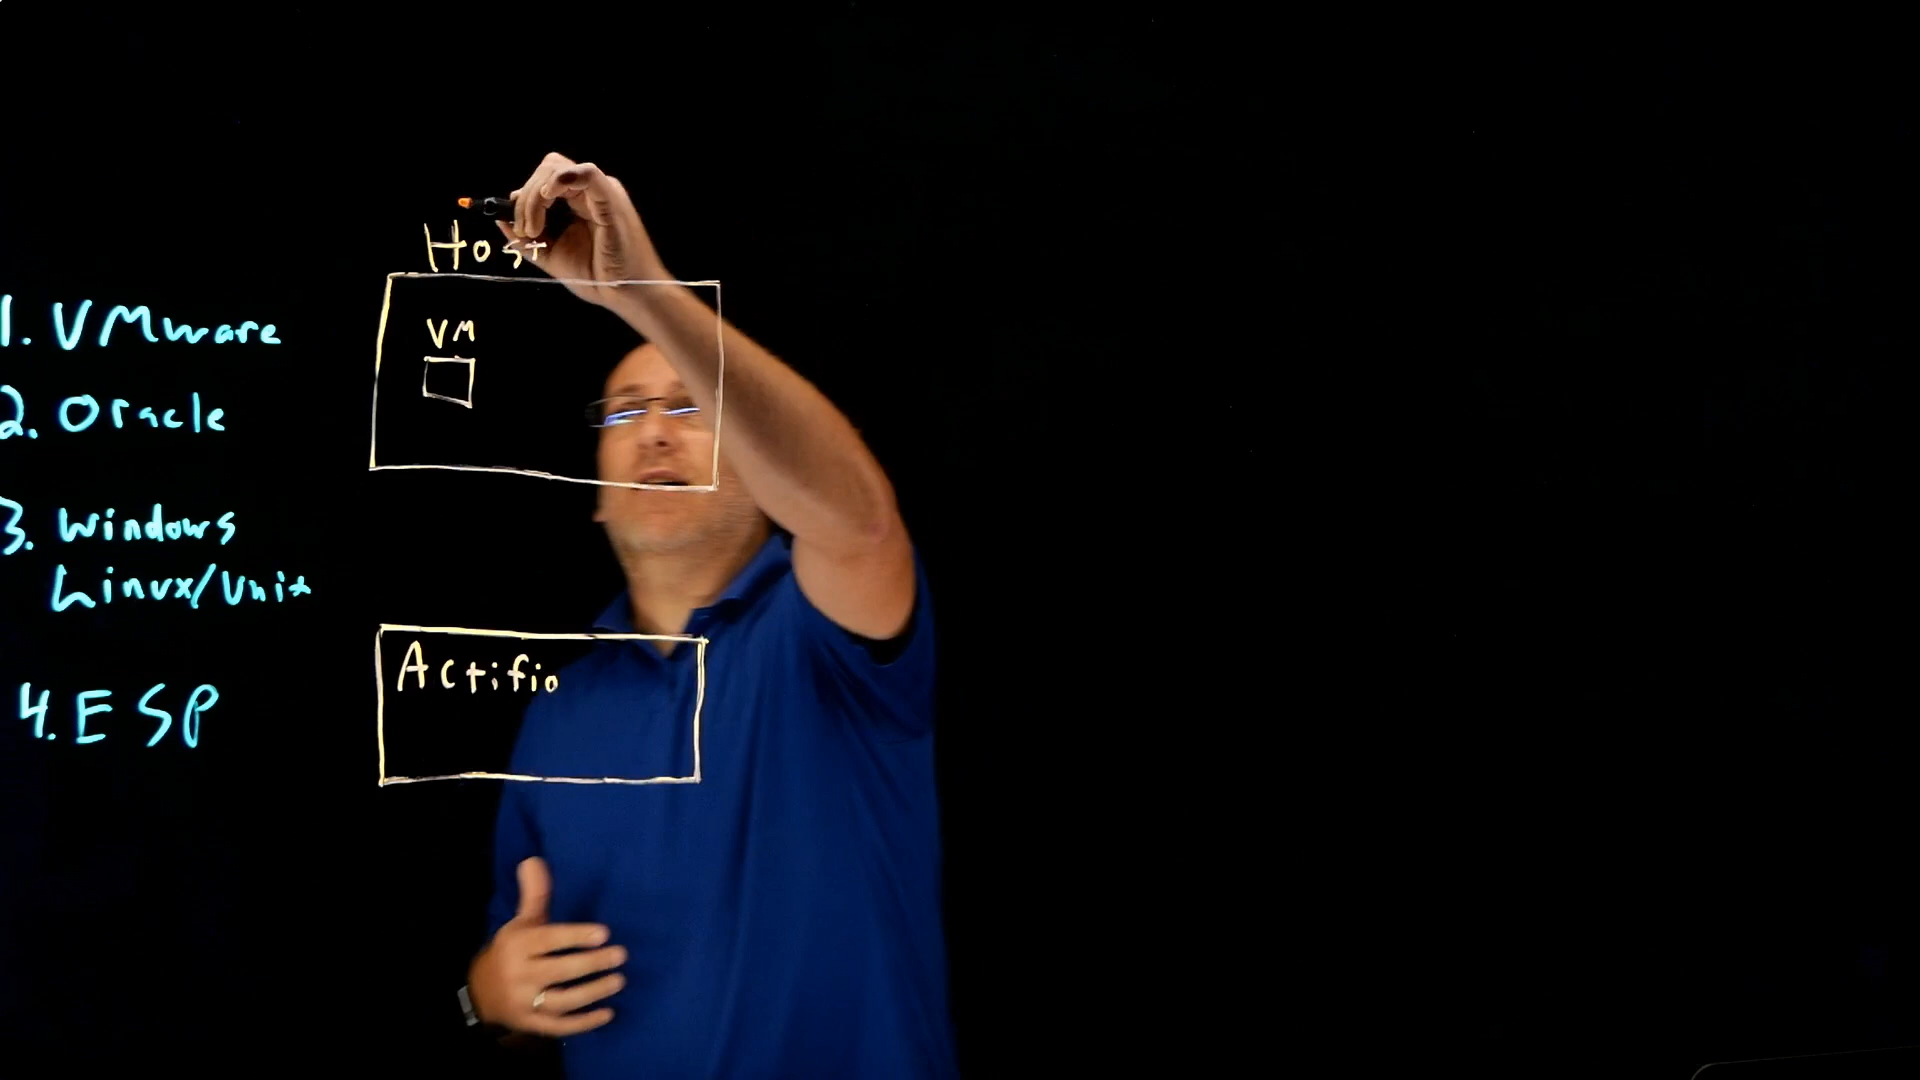 1. VMware
2. Oracle
3. Windows
Linux/Unix
4. ESP
Host
VM
Actifio